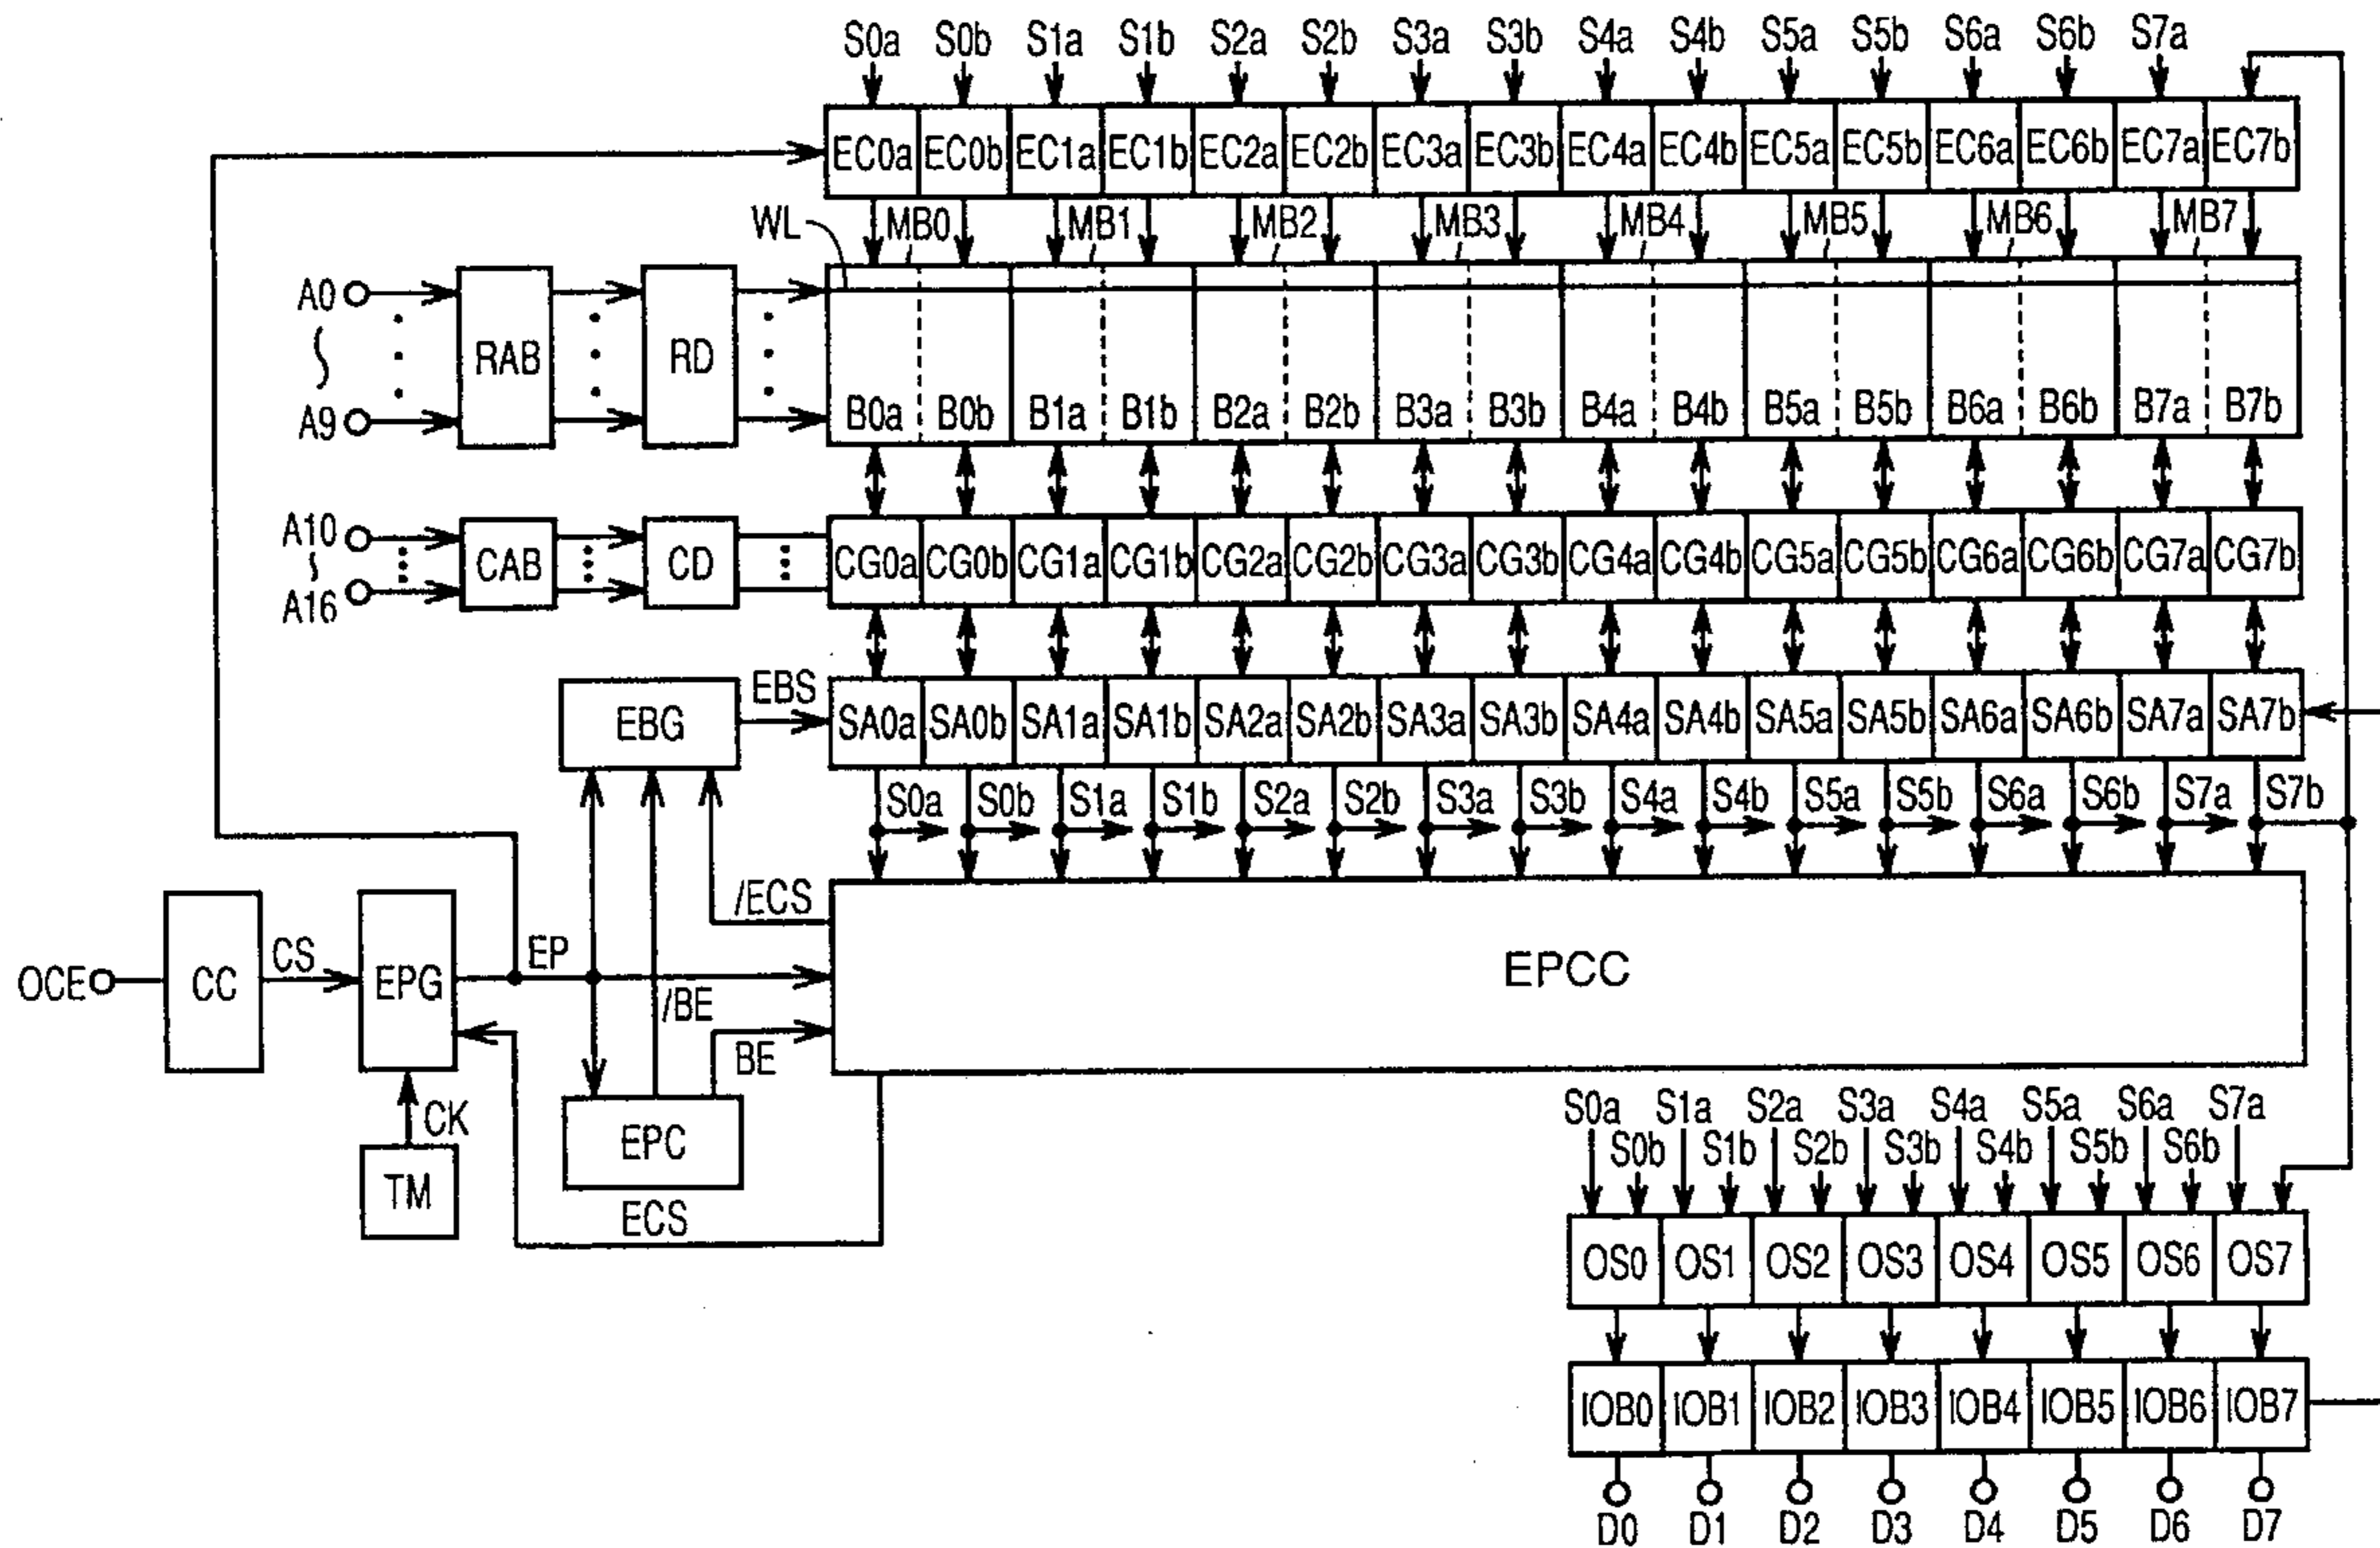 S0a S0b S1a S1b S2a S2b S3a S3b S4a S4b S5a S5b S6a S6b S7a
EC0a EC0b EC1a EC1b EC2a EC2b EC3a EC3b EC4a EC4b EC5a EC5b EC6a EC6b EC7a EC7b
WL MB0 MB1 MB2 MB3 MB4 MB5 MB6 MB7
A0 RAB RD
A9 B0a B0b B1a B1b B2a B2b B3a B3b B4a B4b B5a B5b B6a B6b B7a B7b
A10 CAB CD CG0a CG0b CG1a CG1b CG2a CG2b CG3a CG3b CG4a CG4b CG5a CG5b CG6a CG6b CG7a CG7b
A16
EBG EBS SA0a SA0b SA1a SA1b SA2a SA2b SA3a SA3b SA4a SA4b SA5a SA5b SA6a SA6b SA7a SA7b
S0a S0b S1a S1b S2a S2b S3a S3b S4a S4b S5a S5b S6a S6b S7a S7b
/ECS
OCE CC CS EPG EP /BE EPCC
BE
CK EPC
TM ECS
S0a S1a S2a S3a S4a S5a S6a S7a
S0b S1b S2b S3b S4b S5b S6b
OS0 OS1 OS2 OS3 OS4 OS5 OS6 OS7
IOB0 IOB1 IOB2 IOB3 IOB4 IOB5 IOB6 IOB7
D0 D1 D2 D3 D4 D5 D6 D7